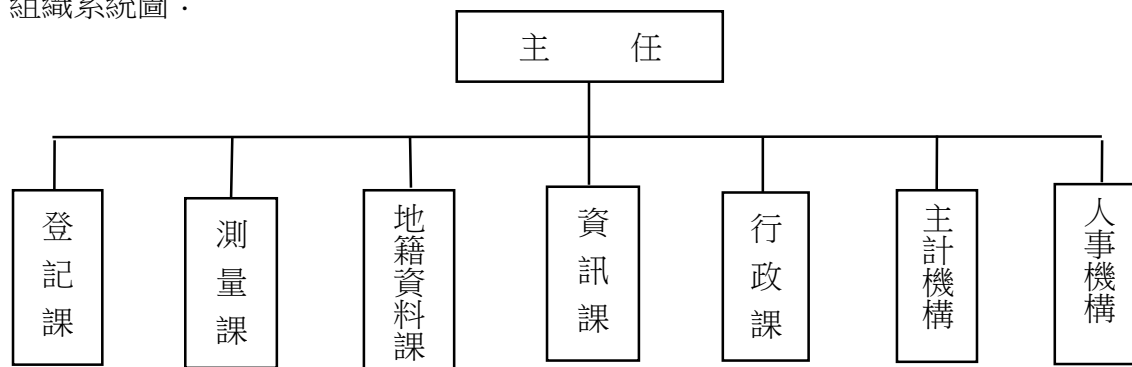 組織系統圖：
主任
登記課
測量課
地籍資料課
資訊課
行政課
主計機構
人事機構